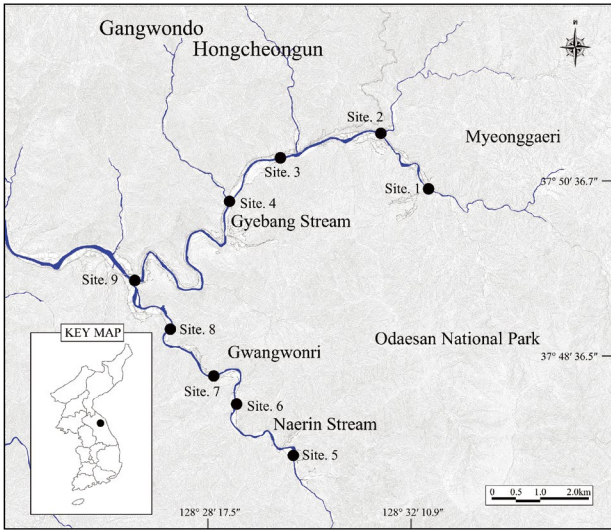 Gangwondo
Hongcheongun
N
Site. 2
Myeonggaeri
Site. 3
37° 50' 36.7"
Site. 1
Site. 4
Gyebang Stream
Site. 9
KEY MAP
Site. 8
Odaesan National Park
Gwangwonri
37° 48' 36.5"
Site. 7
Site. 6
Naerin Stream
Site. 5
0 0.5 1.0 2.0km
128° 28' 17.5" 128° 32' 10.9"